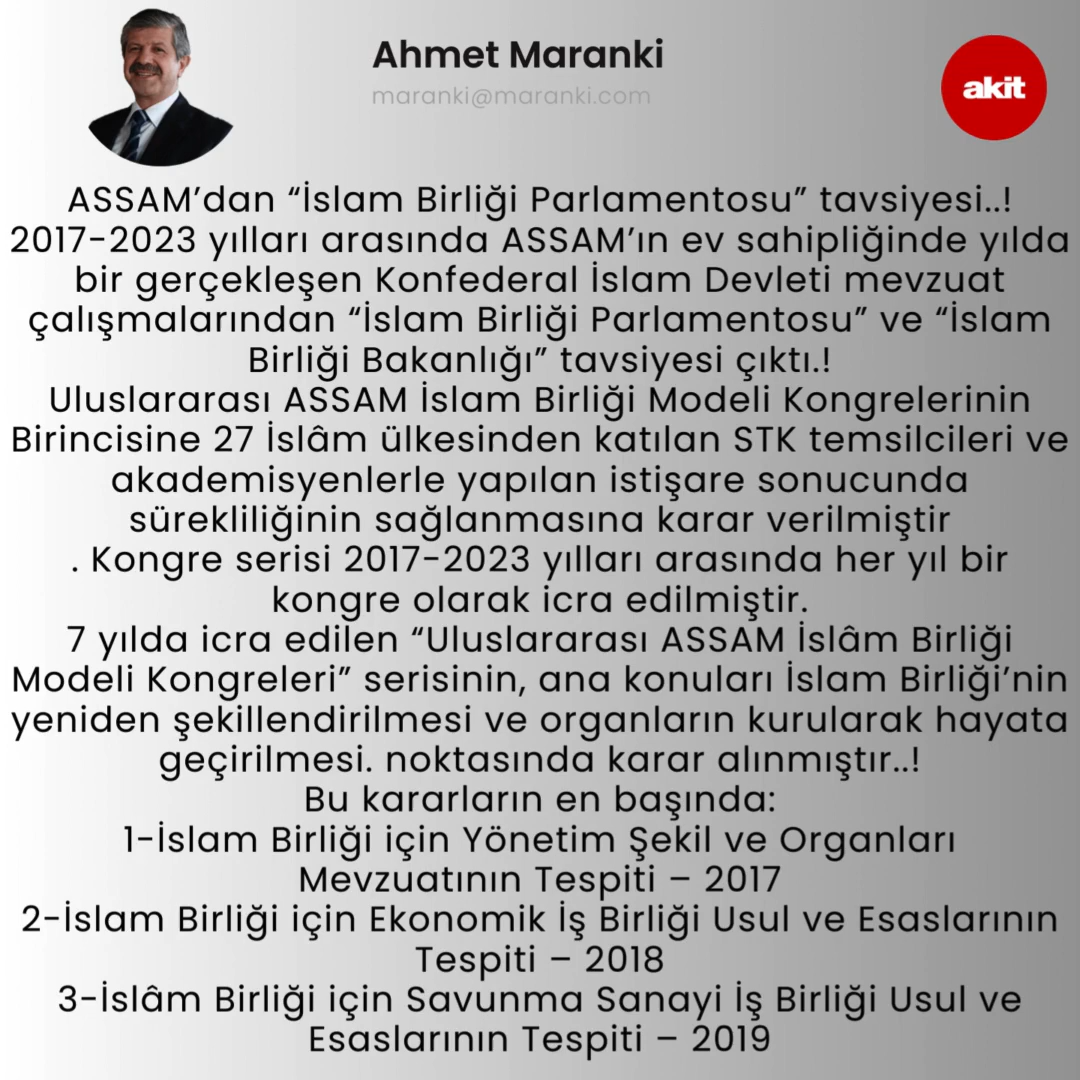 Ahmet Maranki
maranki@maranki.com
akit
ASSAM’dan “İslam Birliği Parlamentosu” tavsiyesi..!
2017-2023 yılları arasında ASSAM’ın ev sahipliğinde yılda
bir gerçekleşen Konfederal İslam Devleti mevzuat
çalışmalarından “İslam Birliği Parlamentosu” ve “İslam
Birliği Bakanlığı” tavsiyesi çıktı.!
Uluslararası ASSAM İslam Birliği Modeli Kongrelerinin
Birincisine 27 İslâm ülkesinden katılan STK temsilcileri ve
akademisyenlerle yapılan istişare sonucunda
sürekliliğinin sağlanmasına karar verilmiştir
. Kongre serisi 2017-2023 yılları arasında her yıl bir
kongre olarak icra edilmiştir.
7 yılda icra edilen “Uluslararası ASSAM İslâm Birliği
Modeli Kongreleri” serisinin, ana konuları İslam Birliği’nin
yeniden şekillendirilmesi ve organların kurularak hayata
geçirilmesi. noktasında karar alınmıştır..!
Bu kararların en başında:
1-İslam Birliği için Yönetim Şekil ve Organları
Mevzuatının Tespiti – 2017
2-İslam Birliği için Ekonomik İş Birliği Usul ve Esaslarının
Tespiti – 2018
3-İslâm Birliği için Savunma Sanayi İş Birliği Usul ve
Esaslarının Tespiti – 2019